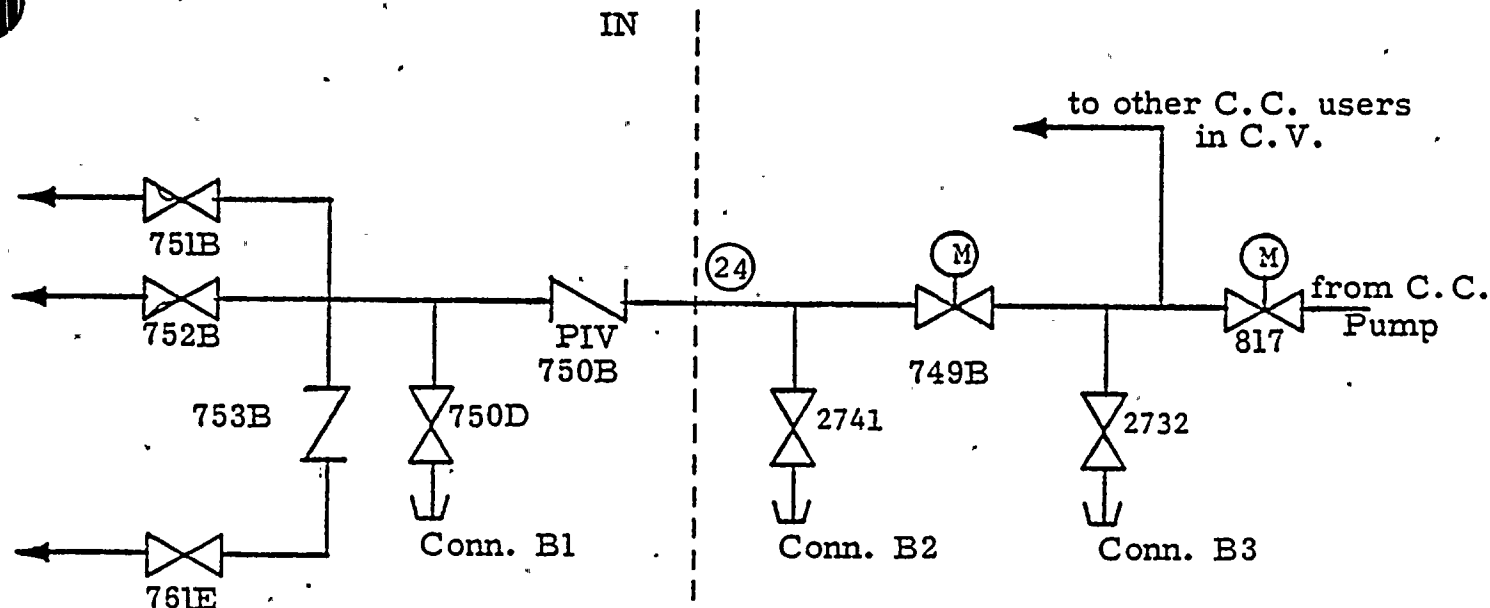 IN
to other C.C. users
in C.V.
751B
24
M
M
from C.C.
Pump
752B
PIV
750B
749B
817
753B
750D
2741
2732
Conn. B1
Conn. B2
Conn. B3
761E